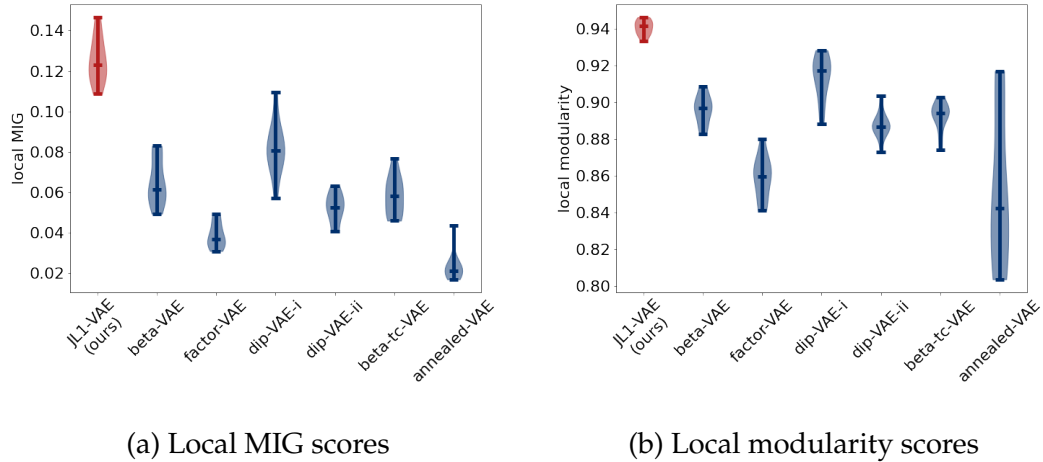 local MIG
0.14
0.12
0.10
0.08
0.06
0.04
0.02
JL1-VAE
(ours)
beta-VAE
factor-VAE
dip-VAE-i
dip-VAE-ii
beta-tc-VAE
annealed-VAE
(a) Local MIG scores
local modularity
0.94
0.92
0.90
0.88
0.86
0.84
0.82
0.80
JL1-VAE
(ours)
beta-VAE
factor-VAE
dip-VAE-i
dip-VAE-ii
beta-tc-VAE
annealed-VAE
(b) Local modularity scores